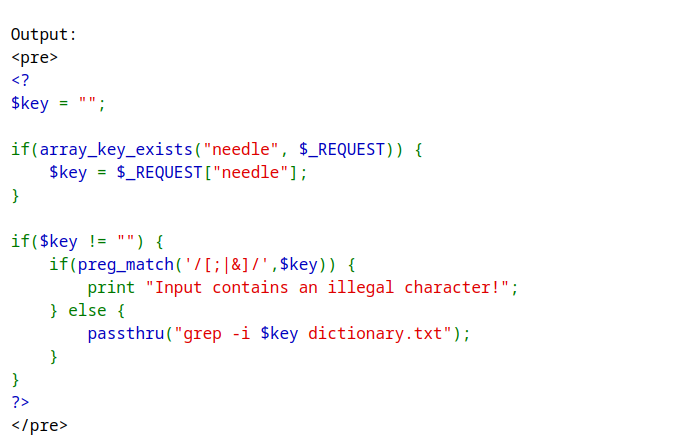 Output:
<pre>
<?
$key = "";

if(array_key_exists("needle", $_REQUEST)) {
    $key = $_REQUEST["needle"];
}

if($key != "") {
    if(preg_match('/[;|&]/',$key)) {
        print "Input contains an illegal character!";
    } else {
        passthru("grep -i $key dictionary.txt");
    }
}
?>
</pre>